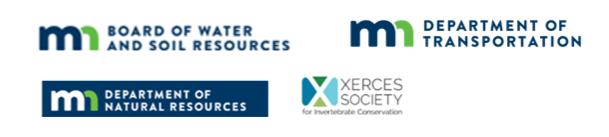 BOARD OF WATER
AND SOIL RESOURCES
DEPARTMENT OF
TRANSPORTATION
DEPARTMENT OF
NATURAL RESOURCES
XERCES
SOCIETY
for Invertebrate Conservation